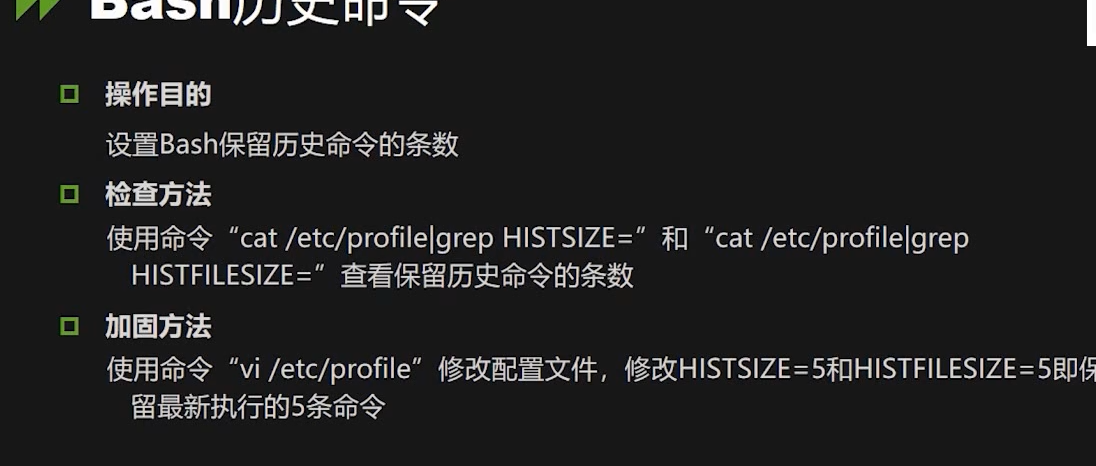 Bash历史命令
操作目的
设置Bash保留历史命令的条数
检查方法
使用命令“cat /etc/profile|grep HISTSIZE=”和“cat /etc/profile|grep
HISTFILESIZE=”查看保留历史命令的条数
加固方法
使用命令“vi /etc/profile”修改配置文件，修改HISTSIZE=5和HISTFILESIZE=5即保
留最新执行的5条命令